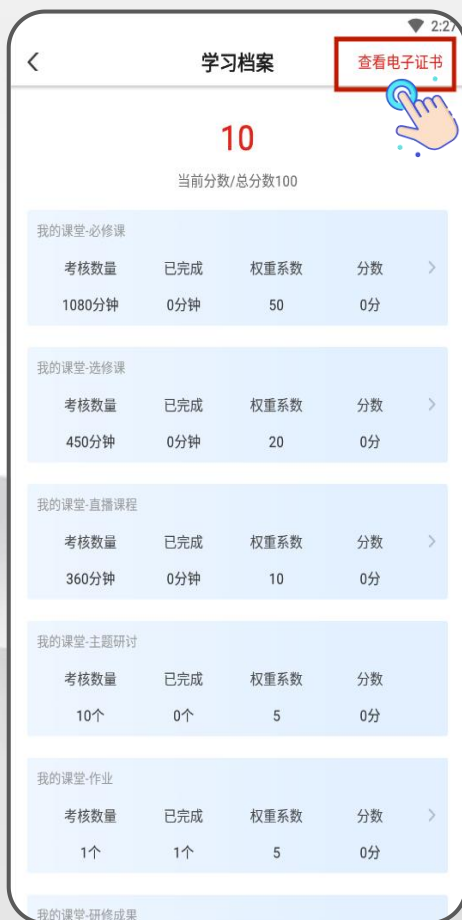 2:27
学习档案 查看电子证书
10
当前分数/总分数100
我的课堂-必修课
考核数量 已完成 权重系数 分数
1080分钟 0分钟 50 0分
我的课堂-选修课
考核数量 已完成 权重系数 分数
450分钟 0分钟 20 0分
我的课堂-直播课程
考核数量 已完成 权重系数 分数
360分钟 0分钟 10 0分
我的课堂-主题研讨
考核数量 已完成 权重系数 分数
10个 0个 5 0分
我的课堂-作业
考核数量 已完成 权重系数 分数
1个 1个 5 0分
我的课堂-研修成果